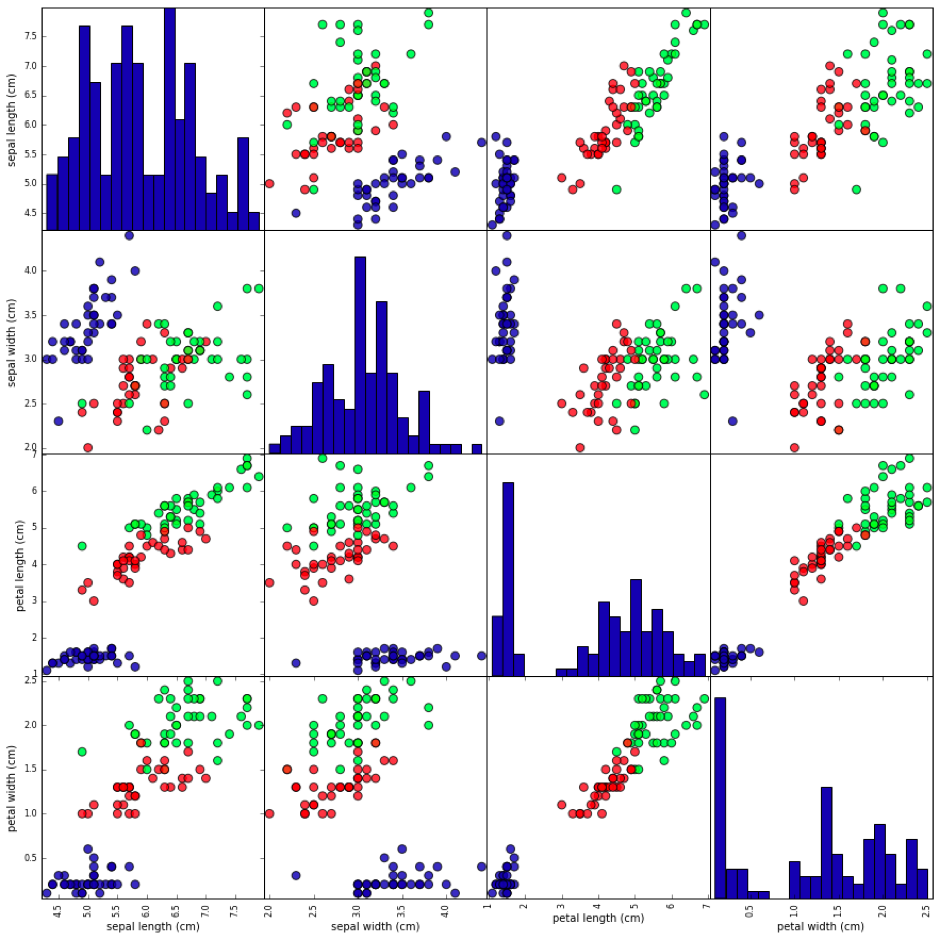 sepal length (cm)
7.5
7.0
6.5
6.0
5.5
5.0
4.5
sepal width (cm)
4.0
3.5
3.0
2.5
2.0
petal length (cm)
7
6
5
4
3
2
1
petal width (cm)
2.5
2.0
1.5
1.0
0.5
4.5 5.0 5.5 6.0 6.5 7.0 7.5
sepal length (cm)
2.0 2.5 3.0 3.5 4.0
sepal width (cm)
1 2 3 4 5 6 7
petal length (cm)
0.5 1.0 1.5 2.0 2.5
petal width (cm)